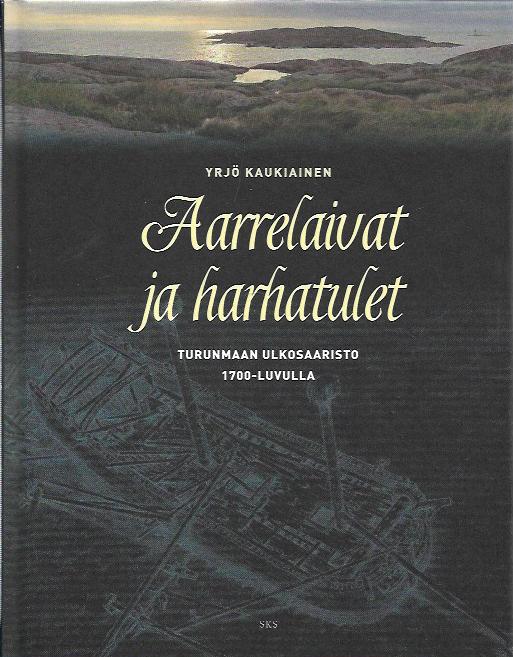 YRJÖ KAUKIAINEN
Aarrelaivat
ja harhatulet
TURUNMAAN ULKOSAARISTO
1700-LUVULLA
SKS